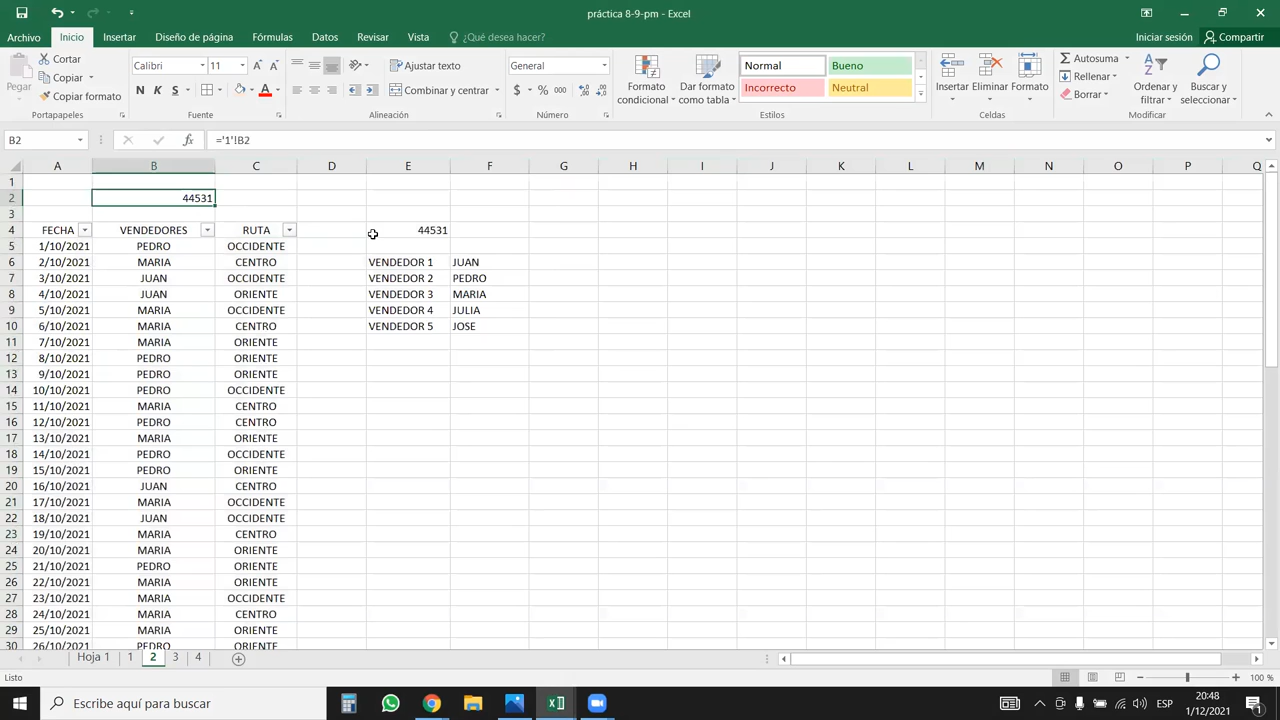 práctica 8-9-pm - Excel
Archivo Inicio Insertar Diseño de página Fórmulas Datos Revisar Vista ¿Qué desea hacer? Iniciar sesión Compartir
Pegar
Cortar
Copiar
Copiar formato
Portapapeles
Calibri 11
N K S
Fuente
Ajustar texto
Combinar y centrar
Alineación
General
$ % 000
Número
Formato condicional
Dar formato como tabla
Normal Bueno
Incorrecto Neutral
Estilos
Insertar Eliminar Formato
Celdas
Autosuma
Rellenar
Borrar
Ordenar y filtrar
Buscar y seleccionar
Modificar
B2 fx ='1'!B2
A B C D E F G H I J K L M N O P Q
1
2 44531
3
4 FECHA VENDEDORES RUTA 44531
5 1/10/2021 PEDRO OCCIDENTE
6 2/10/2021 MARIA CENTRO VENDEDOR 1 JUAN
7 3/10/2021 JUAN OCCIDENTE VENDEDOR 2 PEDRO
8 4/10/2021 JUAN ORIENTE VENDEDOR 3 MARIA
9 5/10/2021 MARIA OCCIDENTE VENDEDOR 4 JULIA
10 6/10/2021 MARIA CENTRO VENDEDOR 5 JOSE
11 7/10/2021 MARIA ORIENTE
12 8/10/2021 PEDRO ORIENTE
13 9/10/2021 PEDRO ORIENTE
14 10/10/2021 PEDRO OCCIDENTE
15 11/10/2021 MARIA CENTRO
16 12/10/2021 PEDRO CENTRO
17 13/10/2021 MARIA ORIENTE
18 14/10/2021 PEDRO OCCIDENTE
19 15/10/2021 PEDRO ORIENTE
20 16/10/2021 JUAN CENTRO
21 17/10/2021 MARIA OCCIDENTE
22 18/10/2021 JUAN OCCIDENTE
23 19/10/2021 MARIA CENTRO
24 20/10/2021 MARIA ORIENTE
25 21/10/2021 PEDRO ORIENTE
26 22/10/2021 MARIA ORIENTE
27 23/10/2021 MARIA OCCIDENTE
28 24/10/2021 MARIA CENTRO
29 25/10/2021 MARIA ORIENTE
30 26/10/2021 PEDRO ORIENTE
Hoja 1 1 2 3 4
Listo 100 %
Escribe aquí para buscar ESP 20:48
1/12/2021